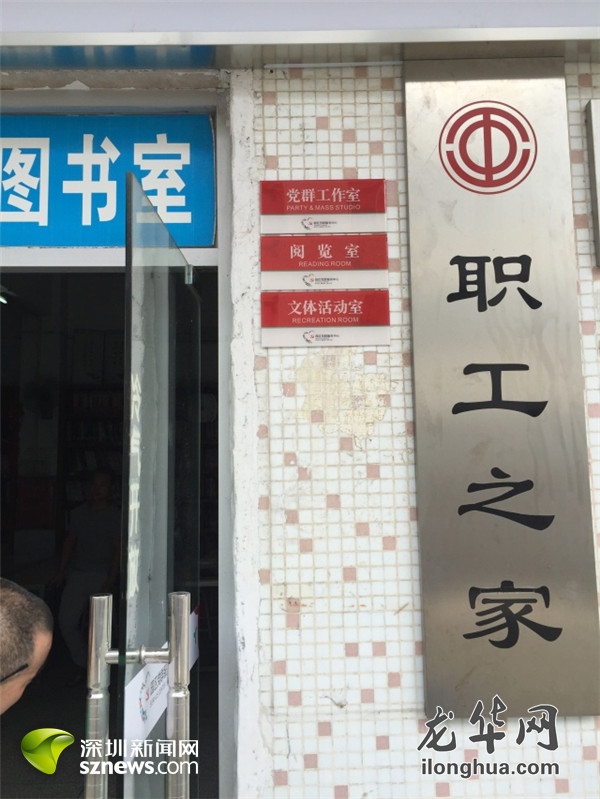 图书室
党群工作室
PARTY & MASS STUDIO
阅览室
READING ROOM
文体活动室
RECREATION ROOM
职工之家
深圳新闻网
sznews.com
龙华网
ilonghua.com